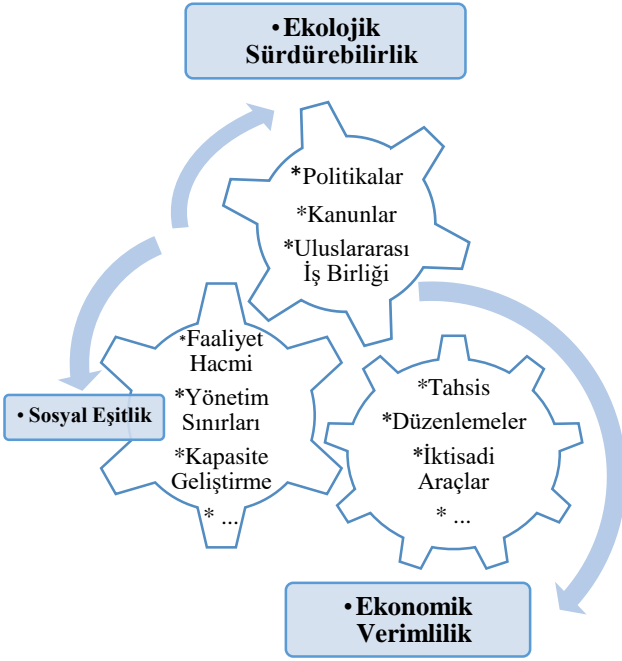 • Ekolojik
Sürdürebilirlik
*Politikalar
*Kanunlar
*Uluslararası
İş Birliği
*Faaliyet
Hacmi
*Yönetim
Sınırları
*Kapasite
Geliştirme
* ...
• Sosyal Eşitlik
*Tahsis
*Düzenlemeler
*İktisadi
Araçlar
* ...
• Ekonomik
Verimlilik